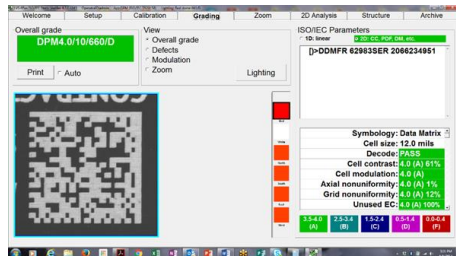 Welcome Setup Calibration Grading Zoom 2D Analysis Structure Archive
Overall grade
DPM4.0/10/660/D
Print
Auto
View
Overall grade
Defects
Modulation
Zoom
Lighting
ISO/IEC Parameters
1D: linear
2D: CC, PDF, DM, etc.
[)>DDMFR 62983SER 2066234951
Symbology: Data Matrix
Cell size: 12.0 mils
Decode: PASS
Cell contrast: 4.0 (A) 61%
Cell modulation: 4.0 (A)
Axial nonuniformity: 4.0 (A) 1%
Grid nonuniformity: 4.0 (A) 12%
Unused EC: 4.0 (A) 100%
3.5-4.0 2.5-3.4 1.5-2.4 0.5-1.4 0.0-0.4
(A) (B) (C) (D) (F)